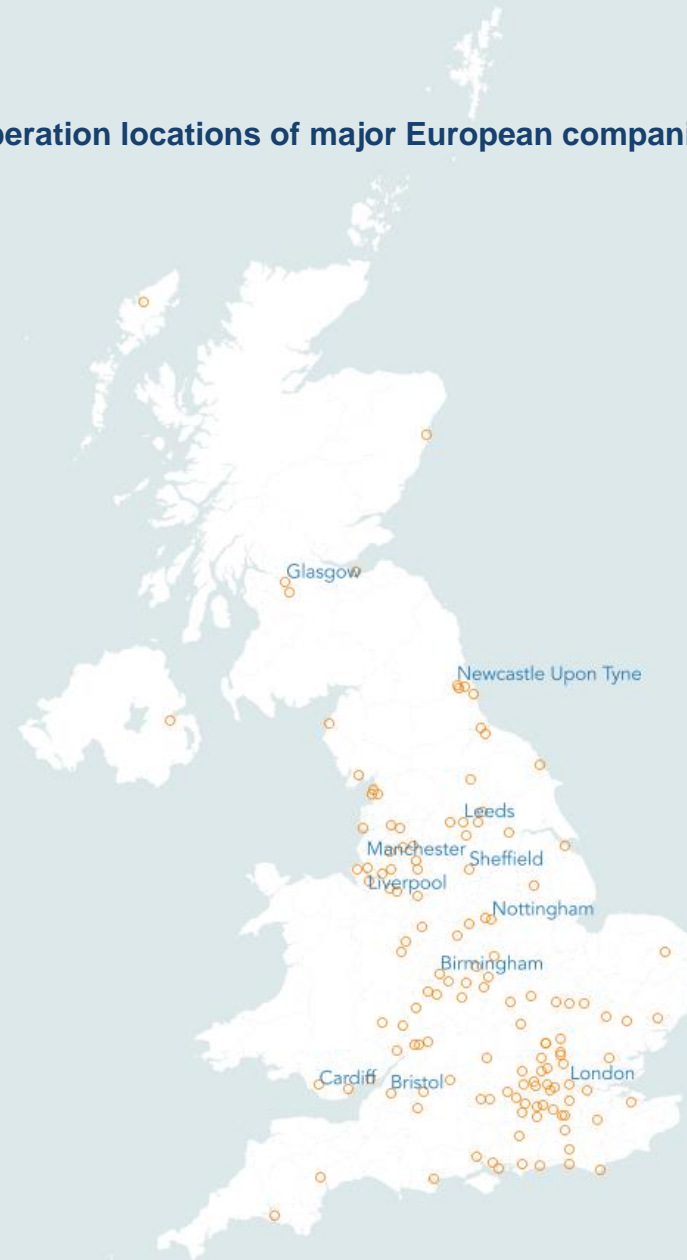 peration locations of major European compani
Glasgow
Newcastle Upon Tyne
Leeds
Manchester
Sheffield
Liverpool
Nottingham
Birmingham
London
Cardiff
Bristol